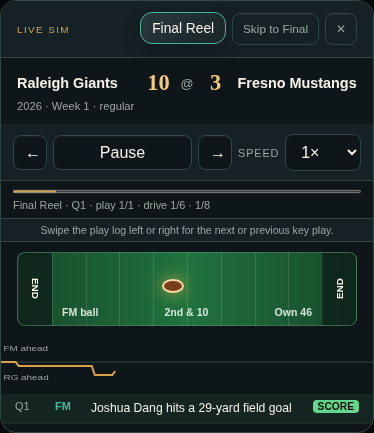 LIVE SIM Final Reel Skip to Final ×
Raleigh Giants 10 @ 3 Fresno Mustangs
2026 · Week 1 · regular
← Pause → SPEED 1×
Final Reel · Q1 · play 1/1 · drive 1/6 · 1/8
Swipe the play log left or right for the next or previous key play.
END END
FM ball 2nd & 10 Own 46
FM ahead
RG ahead
Q1 FM Joshua Dang hits a 29-yard field goal SCORE